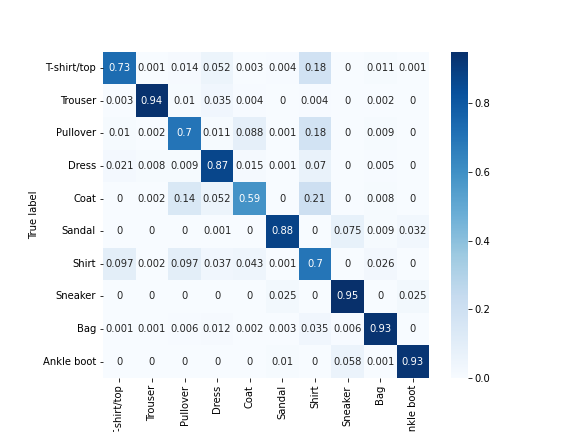 T-shirt/top 0.73 0.001 0.014 0.052 0.003 0.004 0.18 0 0.011 0.001
Trouser 0.003 0.94 0.01 0.035 0.004 0 0.004 0 0.002 0
Pullover 0.01 0.002 0.7 0.011 0.088 0.001 0.18 0 0.009 0
Dress 0.021 0.008 0.009 0.87 0.015 0.001 0.07 0 0.005 0
Coat 0 0.002 0.14 0.052 0.59 0 0.21 0 0.008 0
Sandal 0 0 0 0.001 0 0.88 0 0.075 0.009 0.032
Shirt 0.097 0.002 0.097 0.037 0.043 0.001 0.7 0 0.026 0
Sneaker 0 0 0 0 0 0.025 0 0.95 0 0.025
Bag 0.001 0.001 0.006 0.012 0.002 0.003 0.035 0.006 0.93 0
Ankle boot 0 0 0 0 0 0.01 0 0.058 0.001 0.93
True label
-shirt/top Trouser Pullover Dress Coat Sandal Shirt Sneaker Bag nkle boot
0.8
0.6
0.4
0.2
0.0